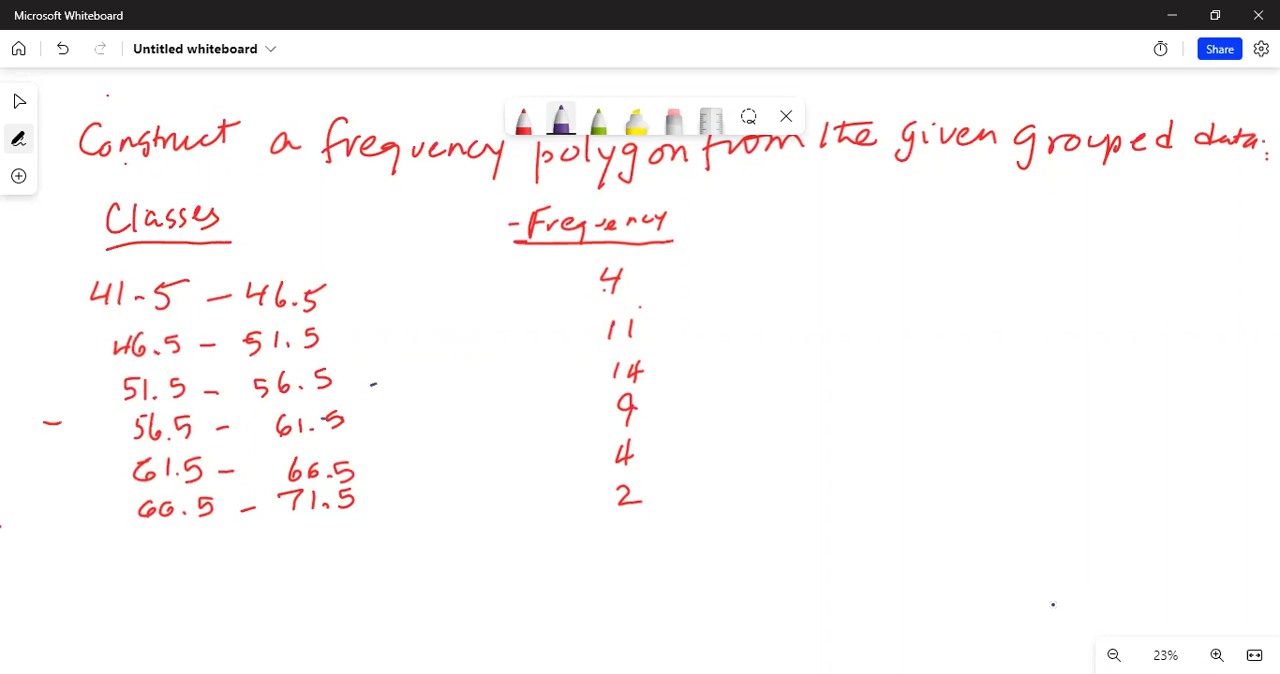 Microsoft Whiteboard
Untitled whiteboard
Share
Construct a frequency polygon from the given grouped data:
Classes - Frequency
41.5 - 46.5 4
46.5 - 51.5 11
51.5 - 56.5 14
- 56.5 - 61.5 9
61.5 - 66.5 4
66.5 - 71.5 2
23%